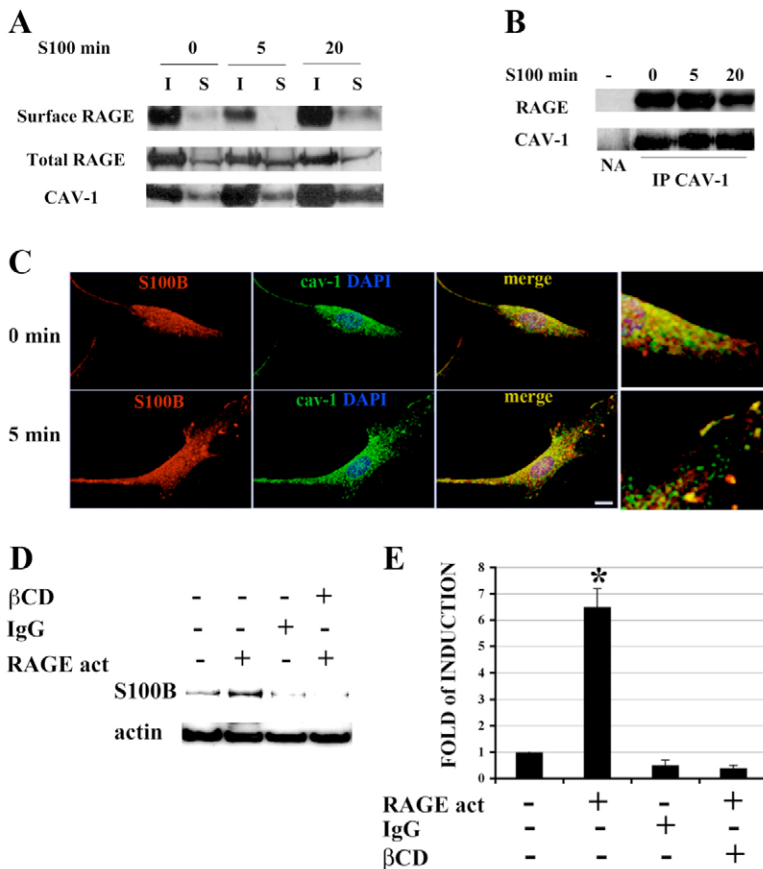 A
S100 min 0 5 20
I S I S I S
Surface RAGE
Total RAGE
CAV-1
B
S100 min - 0 5 20
RAGE
CAV-1
NA IP CAV-1
C
S100B cav-1 DAPI merge
0 min
S100B cav-1 DAPI merge
5 min
D
βCD - - - +
IgG - - + -
RAGE act - + - +
S100B
actin
E
FOLD of INDUCTION
8
7
6
5
4
3
2
1
0
*
RAGE act - + - +
IgG - - + -
βCD - - - +